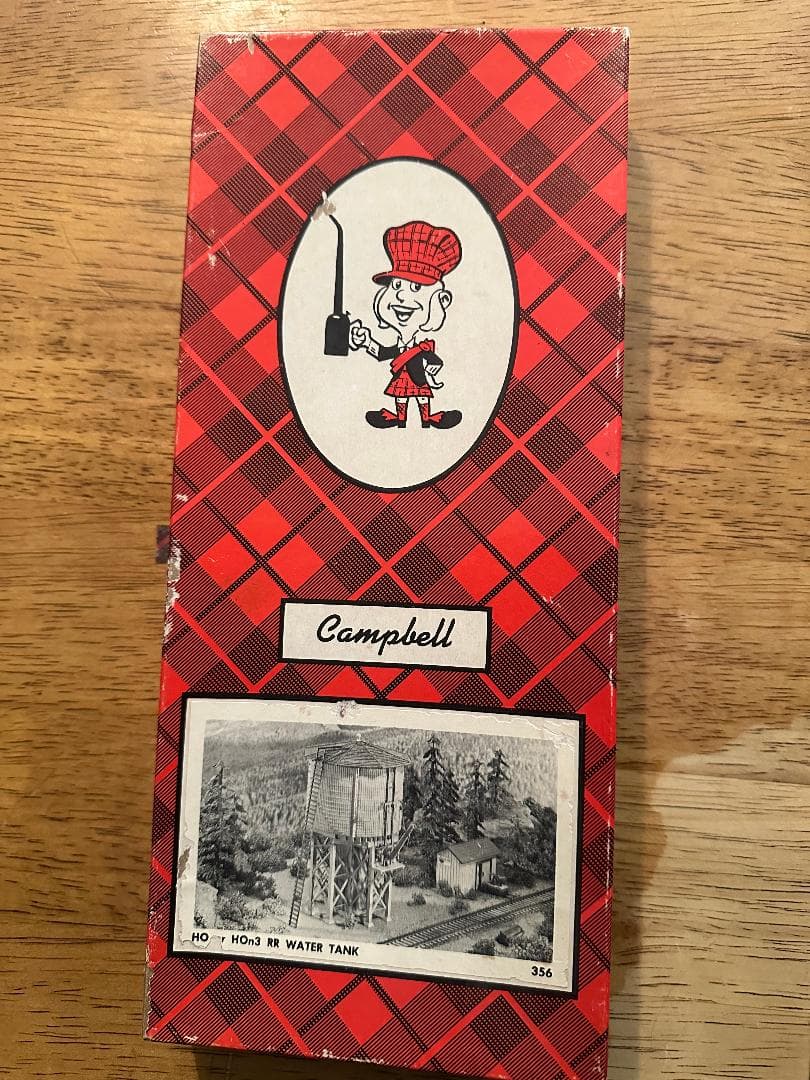 Campbell
HO HOn3 RR WATER TANK
356